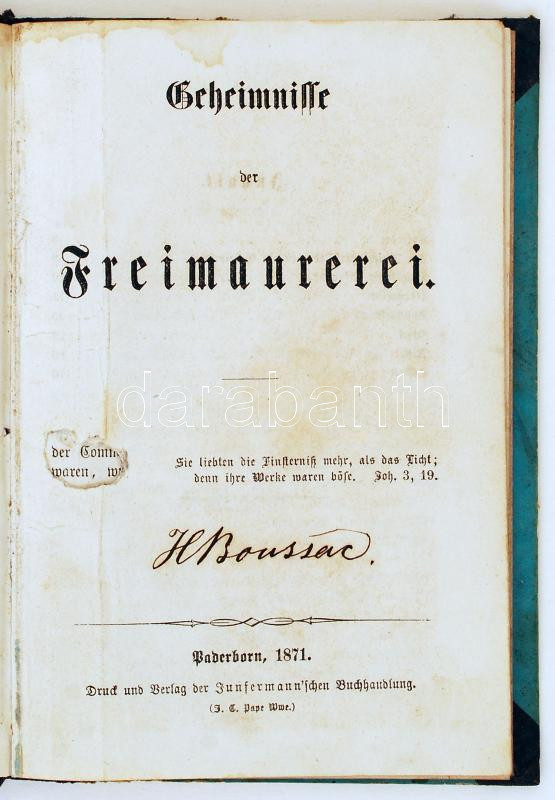 Geheimnisse
der
Freimaurerei.
darabanth
der Comm
waren, w
Sie liebten die Finsterniß mehr, als das Licht;
denn ihre Werke waren böse. Joh. 3, 19.
H Boussac.
Paderborn, 1871.
Druck und Verlag der Junfermann'schen Buchhandlung.
(J. C. Pape Wwe.)